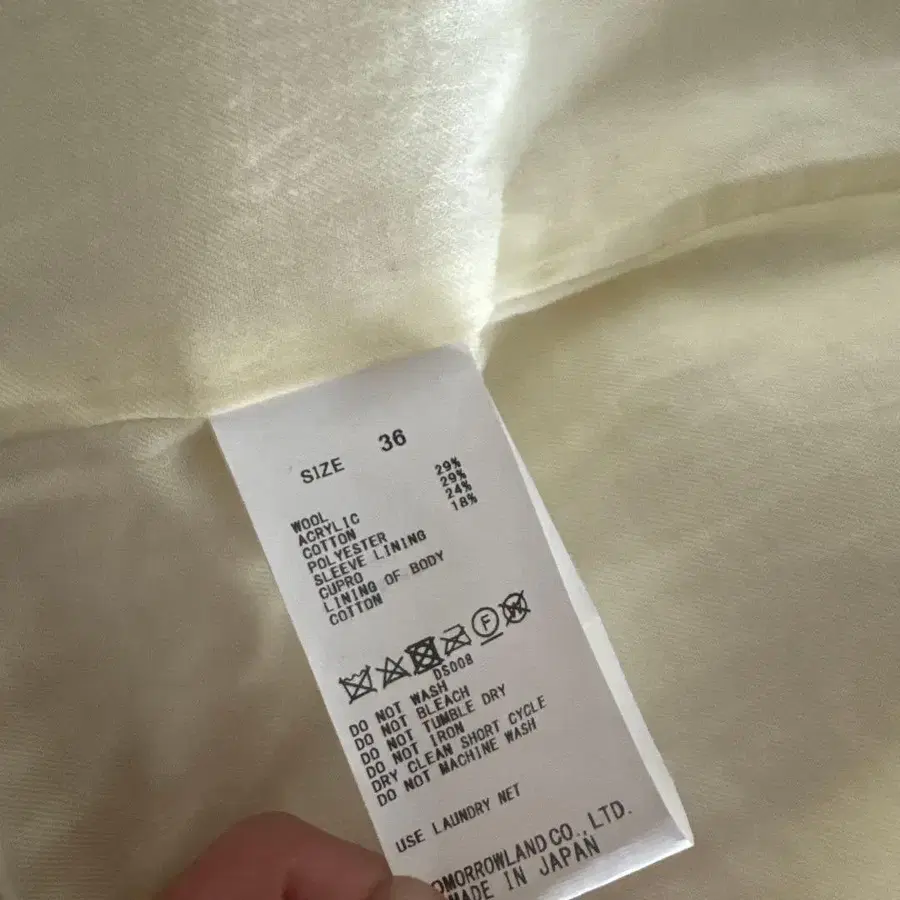 SIZE 36
WOOL 29%
ACRYLIC 29%
COTTON 24%
POLYESTER 18%
SLEEVE LINING
CUPRO
LINING OF BODY
COTTON
F W
DS008
DO NOT WASH
DO NOT BLEACH
DO NOT TUMBLE DRY
DO NOT IRON
DRY CLEAN SHORT CYCLE
DO NOT MACHINE WASH
USE LAUNDRY NET
OMORROWLAND CO., LTD.
MADE IN JAPAN